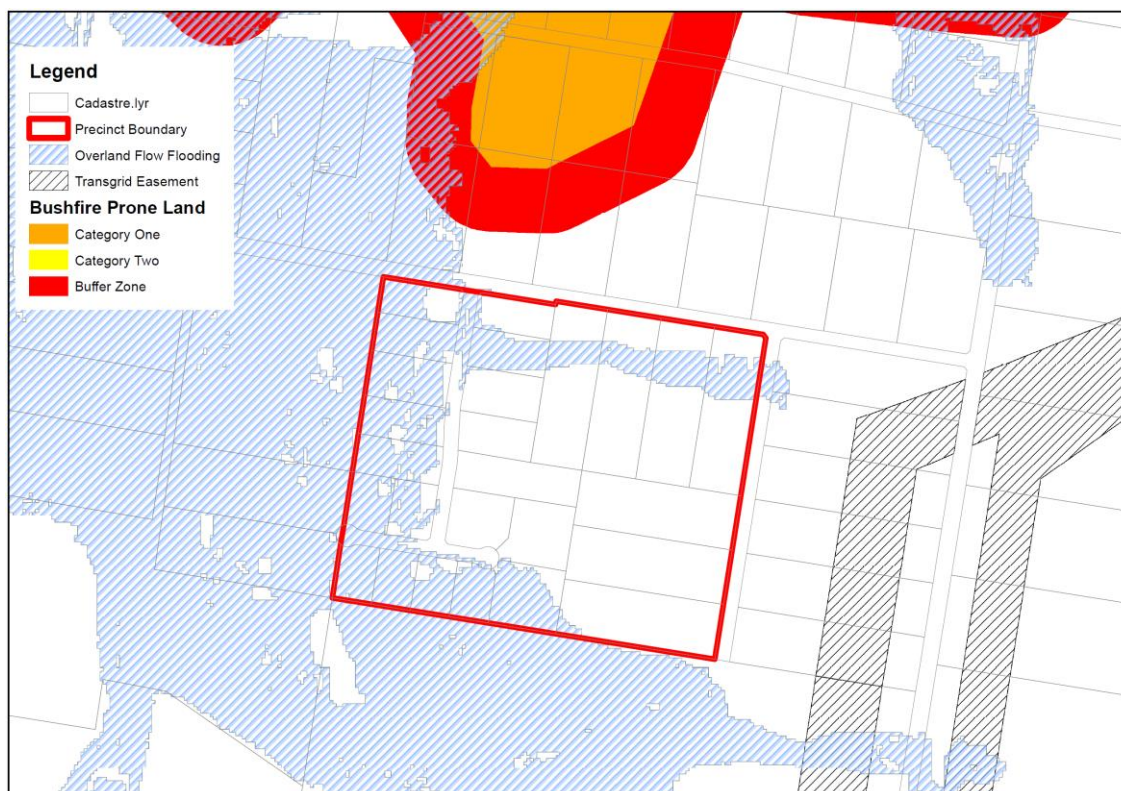 Legend
Cadastre.lyr
Precinct Boundary
Overland Flow Flooding
Transgrid Easement
Bushfire Prone Land
Category One
Category Two
Buffer Zone